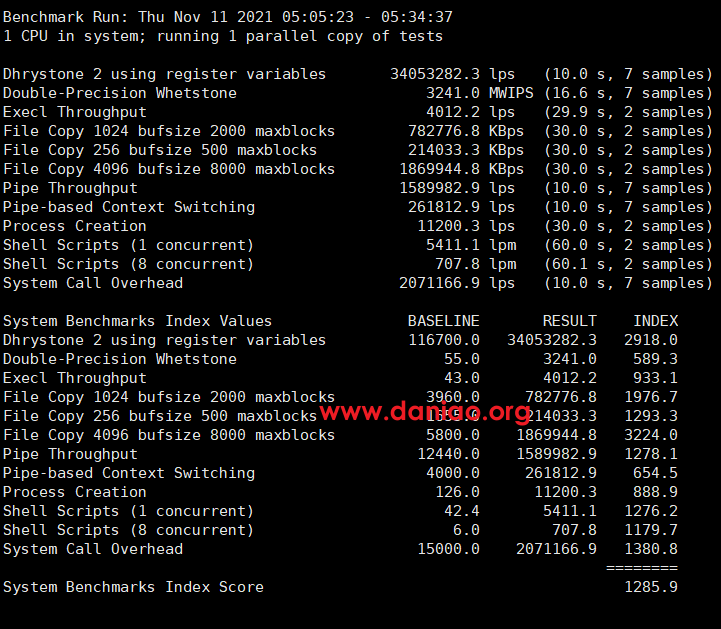 Benchmark Run: Thu Nov 11 2021 05:05:23 - 05:34:37
1 CPU in system; running 1 parallel copy of tests
Dhrystone 2 using register variables 34053282.3 lps (10.0 s, 7 samples)
Double-Precision Whetstone 3241.0 MWIPS (16.6 s, 7 samples)
Execl Throughput 4012.2 lps (29.9 s, 2 samples)
File Copy 1024 bufsize 2000 maxblocks 782776.8 KBps (30.0 s, 2 samples)
File Copy 256 bufsize 500 maxblocks 214033.3 KBps (30.0 s, 2 samples)
File Copy 4096 bufsize 8000 maxblocks 1869944.8 KBps (30.0 s, 2 samples)
Pipe Throughput 1589982.9 lps (10.0 s, 7 samples)
Pipe-based Context Switching 261812.9 lps (10.0 s, 7 samples)
Process Creation 11200.3 lps (30.0 s, 2 samples)
Shell Scripts (1 concurrent) 5411.1 lpm (60.0 s, 2 samples)
Shell Scripts (8 concurrent) 707.8 lpm (60.1 s, 2 samples)
System Call Overhead 2071166.9 lps (10.0 s, 7 samples)
System Benchmarks Index Values BASELINE RESULT INDEX
Dhrystone 2 using register variables 116700.0 34053282.3 2918.0
Double-Precision Whetstone 55.0 3241.0 589.3
Execl Throughput 43.0 4012.2 933.1
File Copy 1024 bufsize 2000 maxblocks 3960.0 782776.8 1976.7
www.daniao.org
File Copy 256 bufsize 500 maxblocks 214033.3 1293.3
File Copy 4096 bufsize 8000 maxblocks 5800.0 1869944.8 3224.0
Pipe Throughput 12440.0 1589982.9 1278.1
Pipe-based Context Switching 4000.0 261812.9 654.5
Process Creation 126.0 11200.3 888.9
Shell Scripts (1 concurrent) 42.4 5411.1 1276.2
Shell Scripts (8 concurrent) 6.0 707.8 1179.7
System Call Overhead 15000.0 2071166.9 1380.8
========
System Benchmarks Index Score 1285.9